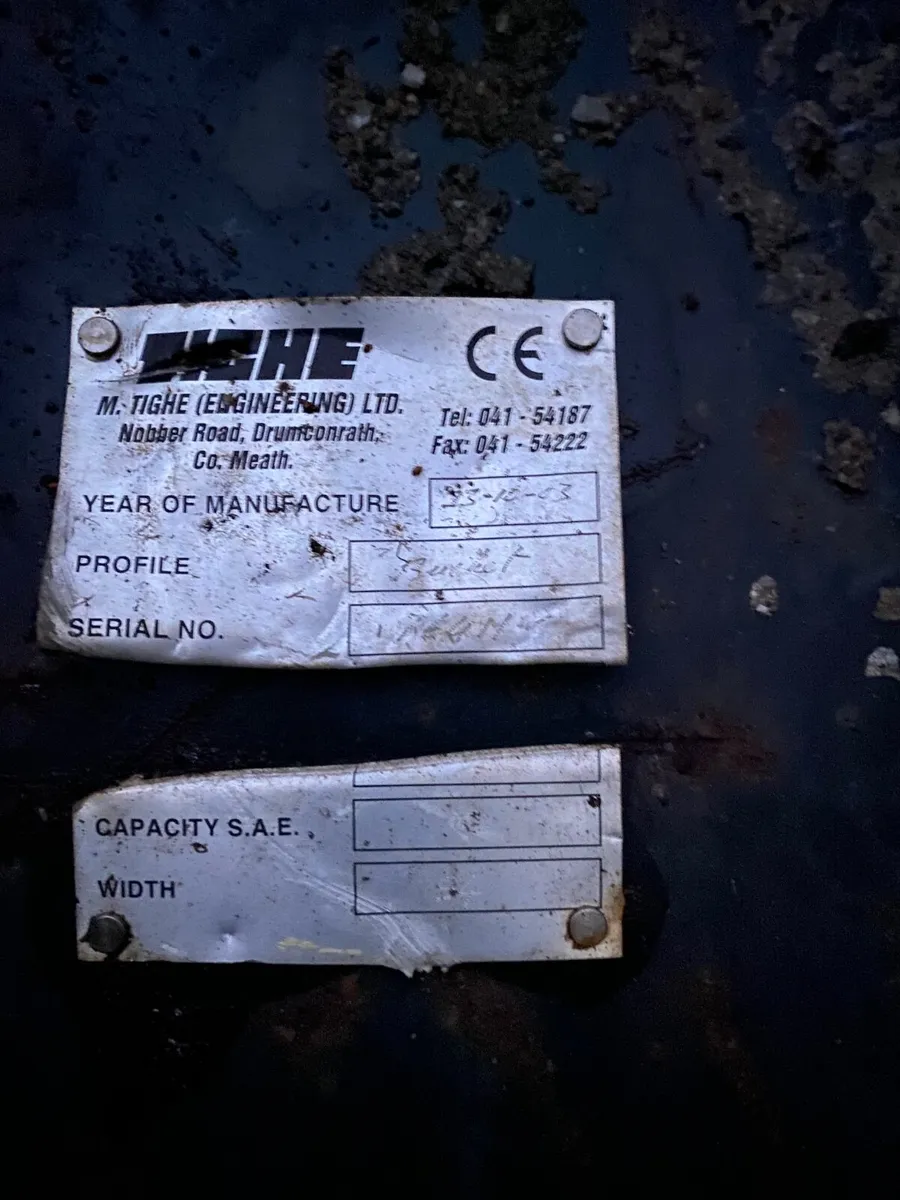 TIGHE
CE
M. TIGHE (ENGINEERING) LTD.
Nobber Road, Drumconrath,
Co. Meath.
Tel: 041 - 54187
Fax: 041 - 54222
YEAR OF MANUFACTURE
PROFILE
SERIAL NO.
CAPACITY S.A.E.
WIDTH